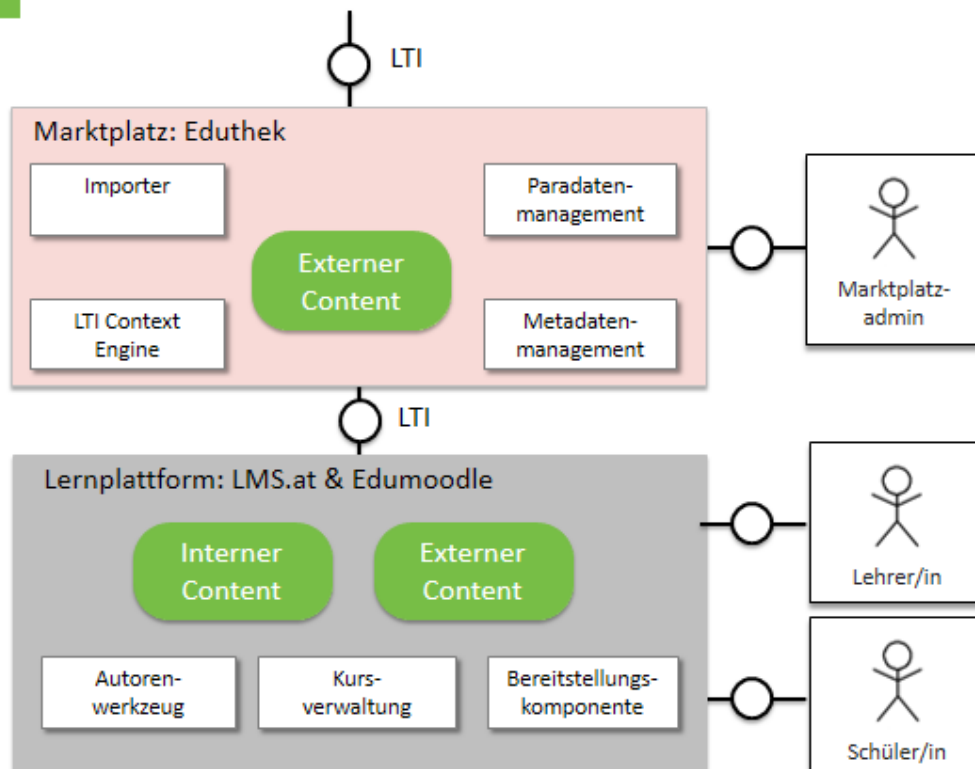 LTI
Marktplatz: Eduthek
Importer
Paradaten-
management
Externer
Content
LTI Context
Engine
Metadaten-
management
Marktplatz-
admin
LTI
Lernplattform: LMS.at & Edumoodle
Interner
Content
Externer
Content
Lehrer/in
Autoren-
werkzeug
Kurs-
verwaltung
Bereitstellungs-
komponente
Schüler/in